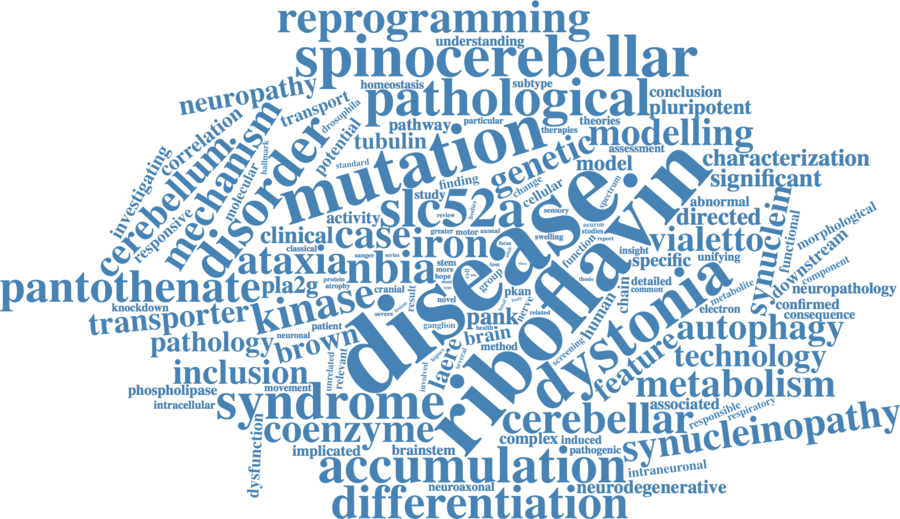 reprogramming
understanding
spinocerebellar
neuropathy
homeostasis
subtype
conclusion
pathological
pluripotent
transport
drosophila
correlation
pathway
particular
theories
therapies
modelling
mechanism
hallmark
potential
tubulin
mutation
genetic
assessment
investigating
cerebellum.
molecular
disorder
standard
finding
model
characterization
responsive
study
change
cellular
spectrum
significant
slc52a
disease.
riboflavin
abnormal
activity
review
bodies
sensory
neuron
directed
clinical
case
greater
motor
axonal
studies
report
vialetto
synuclein
functional
morphological
classical
iron
focus
swelling
function
insight
unifying
ataxia
nbia
sanger
series
stem
loss
group
specific
downstream
component
pantothenate
pla2g
protein
atrophy
cranial
more
hope
cell
pkan
thesis
chain
detailed
common
metabolite
neuropathology
knockdown
kinase
severe
result
novel
nerve
human
dystonia
electron
confirmed
consequence
transporter
patient
ganglion
pank
related
autophagy
pathology
neuronal
brown
health
brain
method
screening
feature
technology
inclusion
unrelated
relevant
involved
laere
several
metabolism
phospholipase
movement
syndrome
intracellular
cerebellar
associated
responsible
respiratory
dysfunction
coenzyme
complex
induced
synucleinopathy
implicated
brainstem
pathogenic
accumulation
intraneuronal
neuroaxonal
neurodegenerative
differentiation